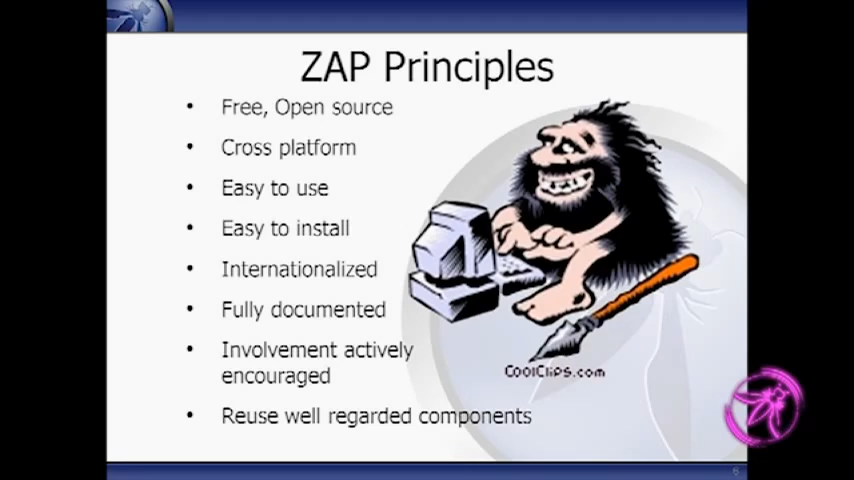 ZAP Principles
• Free, Open source
• Cross platform
• Easy to use
• Easy to install
• Internationalized
• Fully documented
• Involvement actively
encouraged
• Reuse well regarded components
CoolClips.com
6